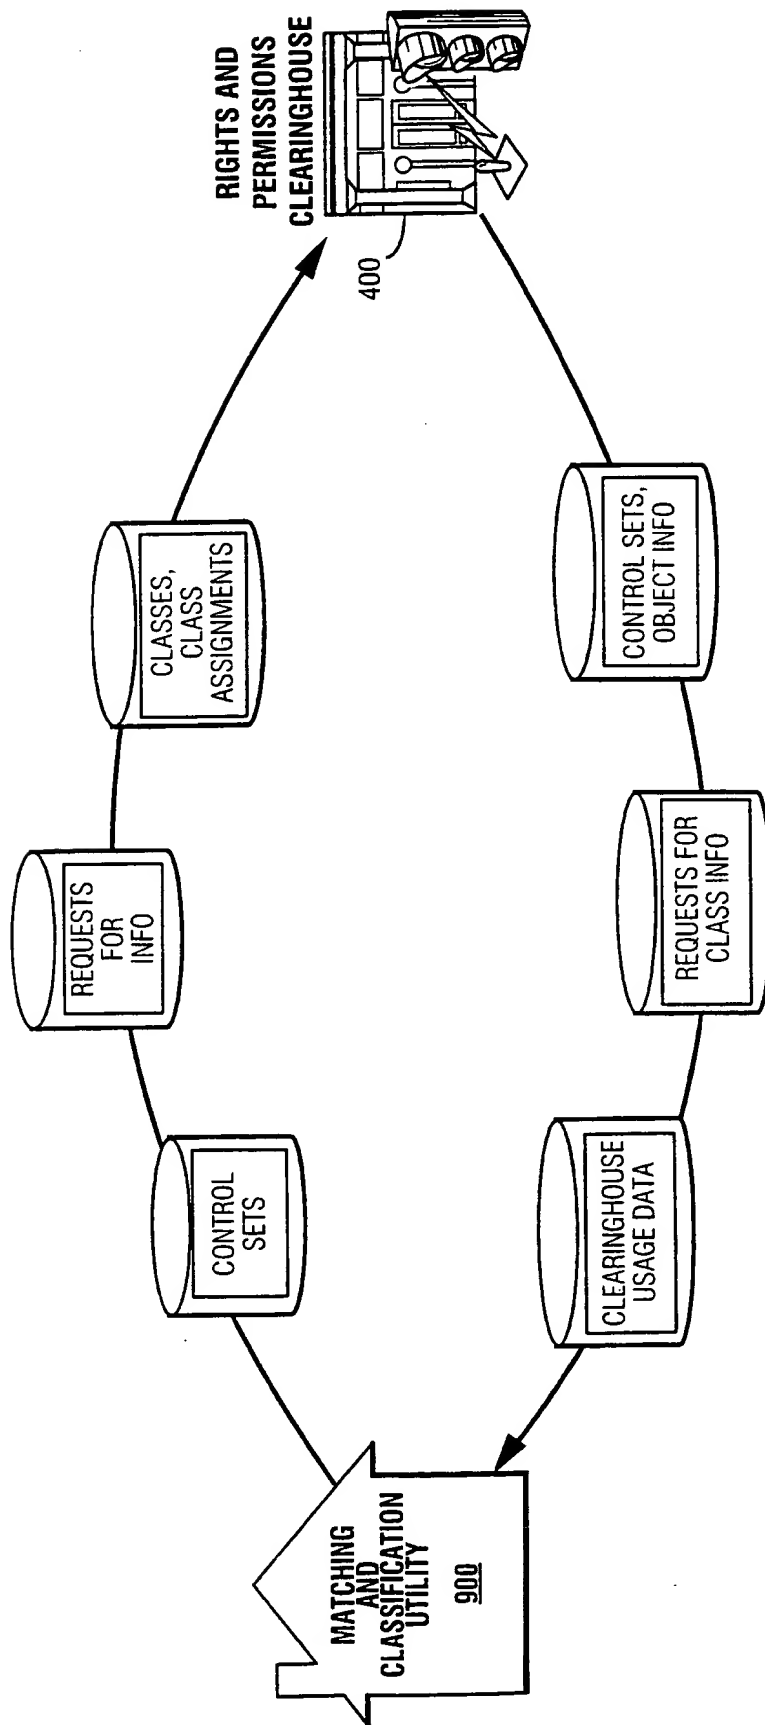 MATCHING
AND
CLASSIFICATION
UTILITY
900
CONTROL
SETS
REQUESTS
FOR
INFO
CLASSES,
CLASS
ASSIGNMENTS
RIGHTS AND
PERMISSIONS
CLEARINGHOUSE
400
CONTROL SETS,
OBJECT INFO
REQUESTS FOR
CLASS INFO
CLEARINGHOUSE
USAGE DATA